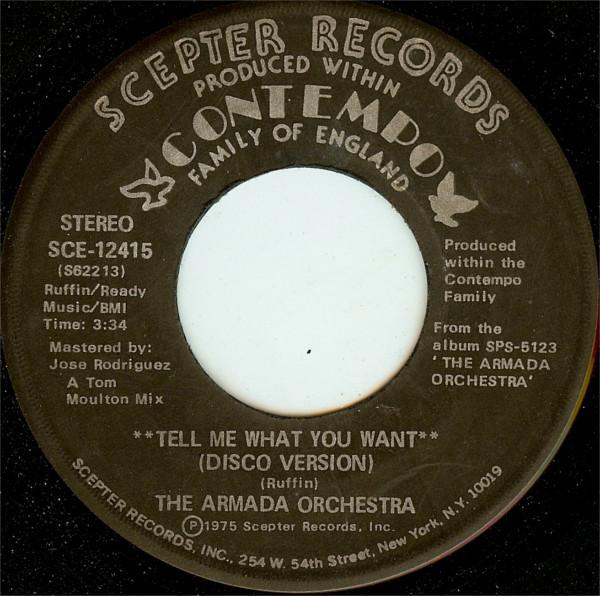 SCEPTER RECORDS
PRODUCED WITHIN
CONTEMPO
FAMILY OF ENGLAND
STEREO
SCE-12415
(S62213)
Ruffin/Ready
Music/BMI
Time: 3:34
Mastered by:
Jose Rodriguez
A Tom
Moulton Mix
Produced
within the
Contempo
Family
From the
album SPS-5123
'THE ARMADA
ORCHESTRA'
**TELL ME WHAT YOU WANT**
(DISCO VERSION)
(Ruffin)
THE ARMADA ORCHESTRA
Ⓟ1975 Scepter Records, Inc.
SCEPTER RECORDS, INC., 254 W. 54th Street, New York, N.Y. 10019